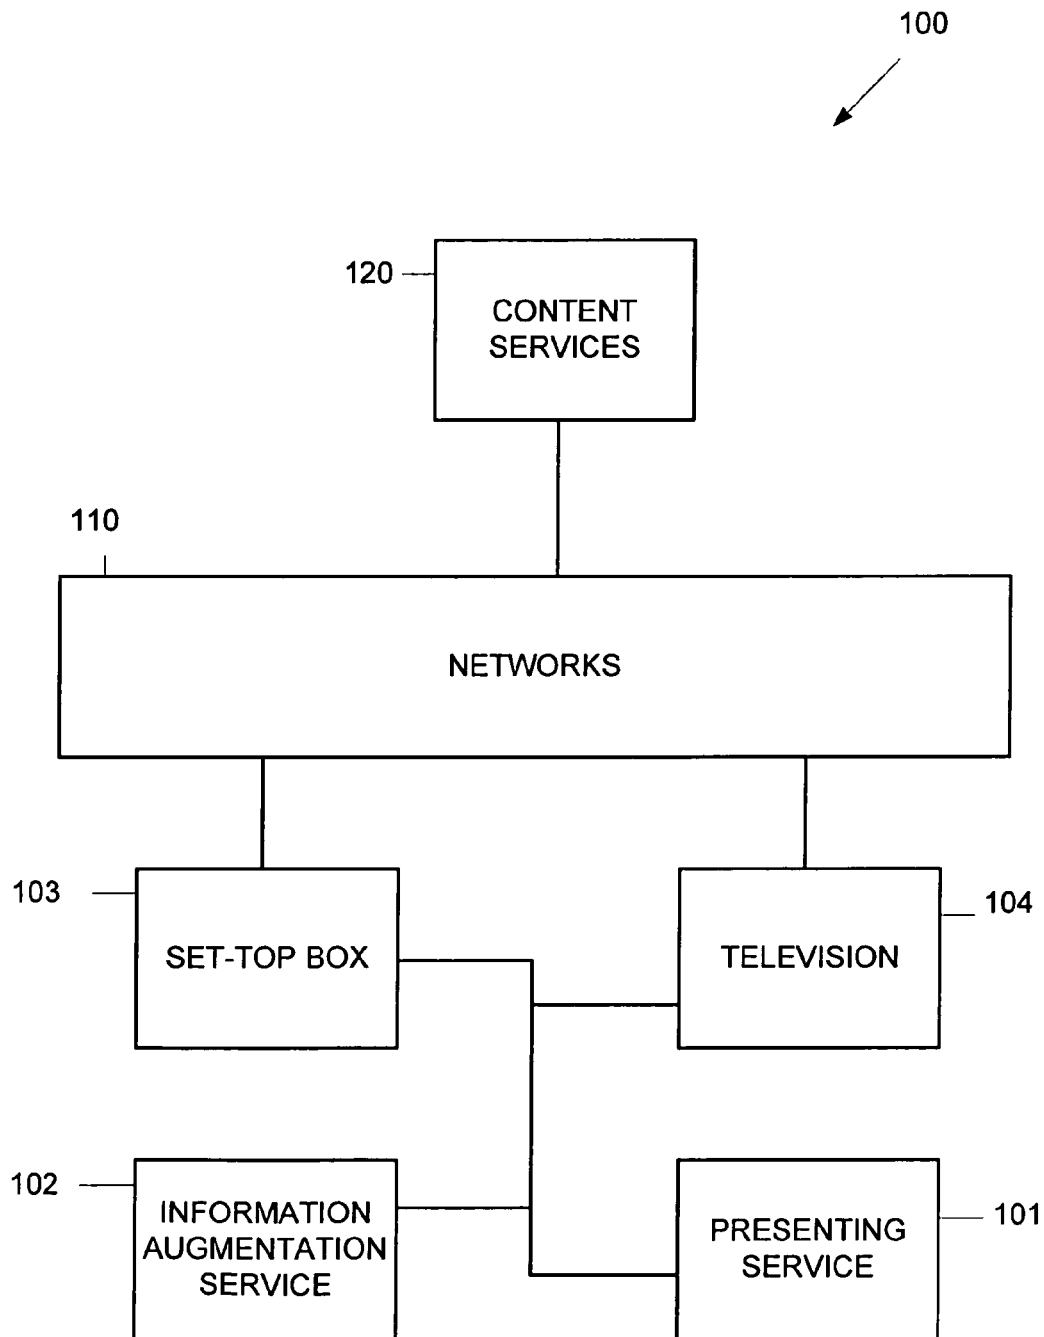 100
120
CONTENT
SERVICES
110
NETWORKS
103
SET-TOP BOX
104
TELEVISION
102
INFORMATION
AUGMENTATION
SERVICE
101
PRESENTING
SERVICE